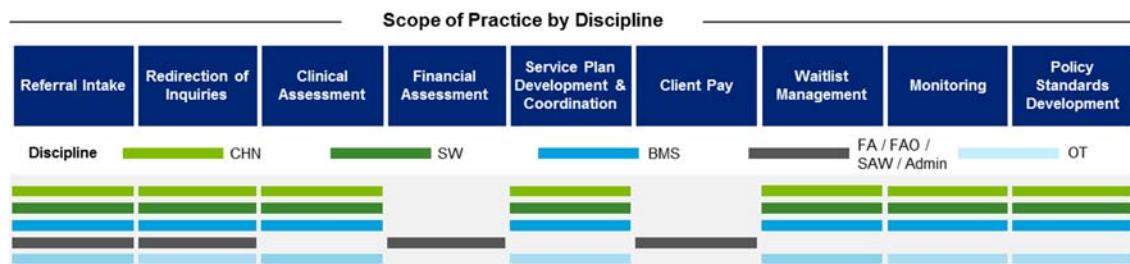 Scope of Practice by Discipline
Referral Intake
Redirection of
Inquiries
Clinical
Assessment
Financial
Assessment
Service Plan
Development &
Coordination
Client Pay
Waitlist
Management
Monitoring
Policy
Standards
Development
Discipline
CHN
SW
BMS
FA / FAO /
SAW / Admin
OT